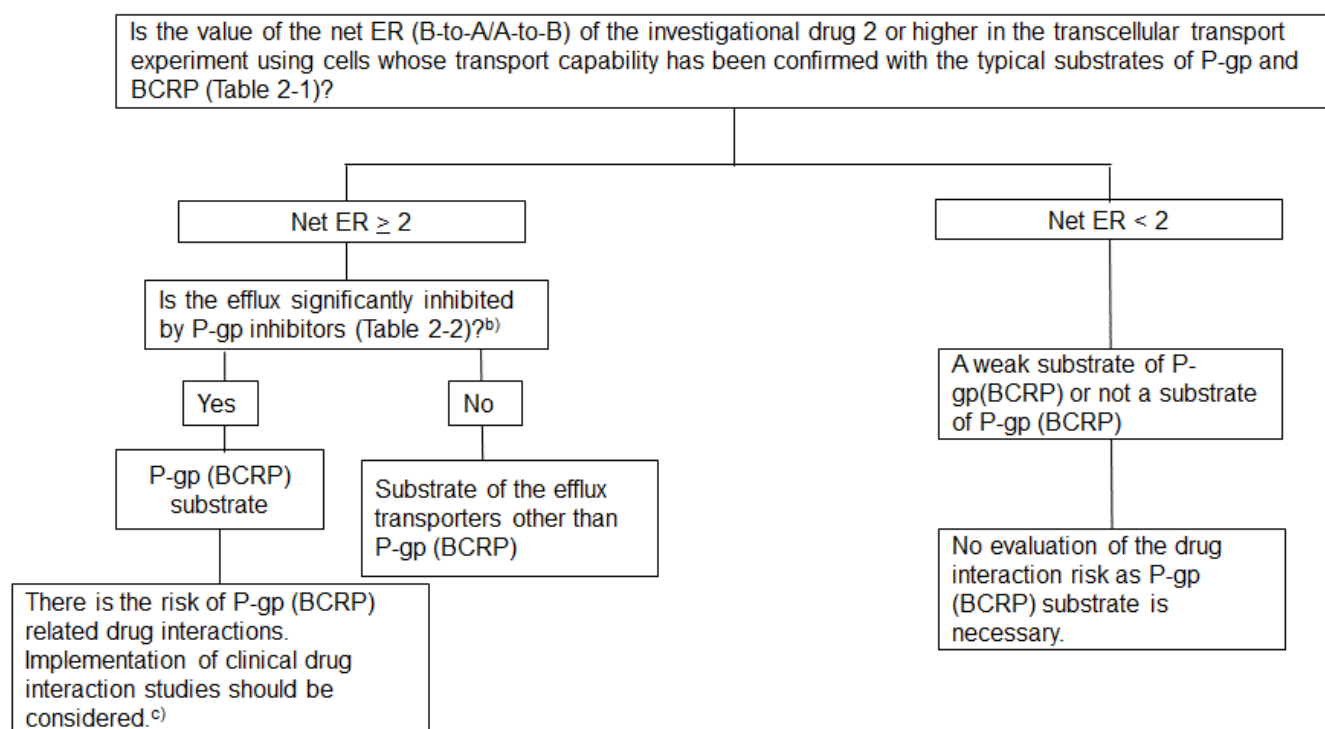 Is the value of the net ER (B-to-A/A-to-B) of the investigational drug 2 or higher in the transcellular transport
experiment using cells whose transport capability has been confirmed with the typical substrates of P-gp and
BCRP (Table 2-1)?
Net ER ≥ 2
Net ER < 2
Is the efflux significantly inhibited
by P-gp inhibitors (Table 2-2)?b)
Yes
No
A weak substrate of P-
gp(BCRP) or not a substrate
of P-gp (BCRP)
P-gp (BCRP)
substrate
Substrate of the efflux
transporters other than
P-gp (BCRP)
No evaluation of the drug
interaction risk as P-gp
(BCRP) substrate is
necessary.
There is the risk of P-gp (BCRP)
related drug interactions.
Implementation of clinical drug
interaction studies should be
considered.c)